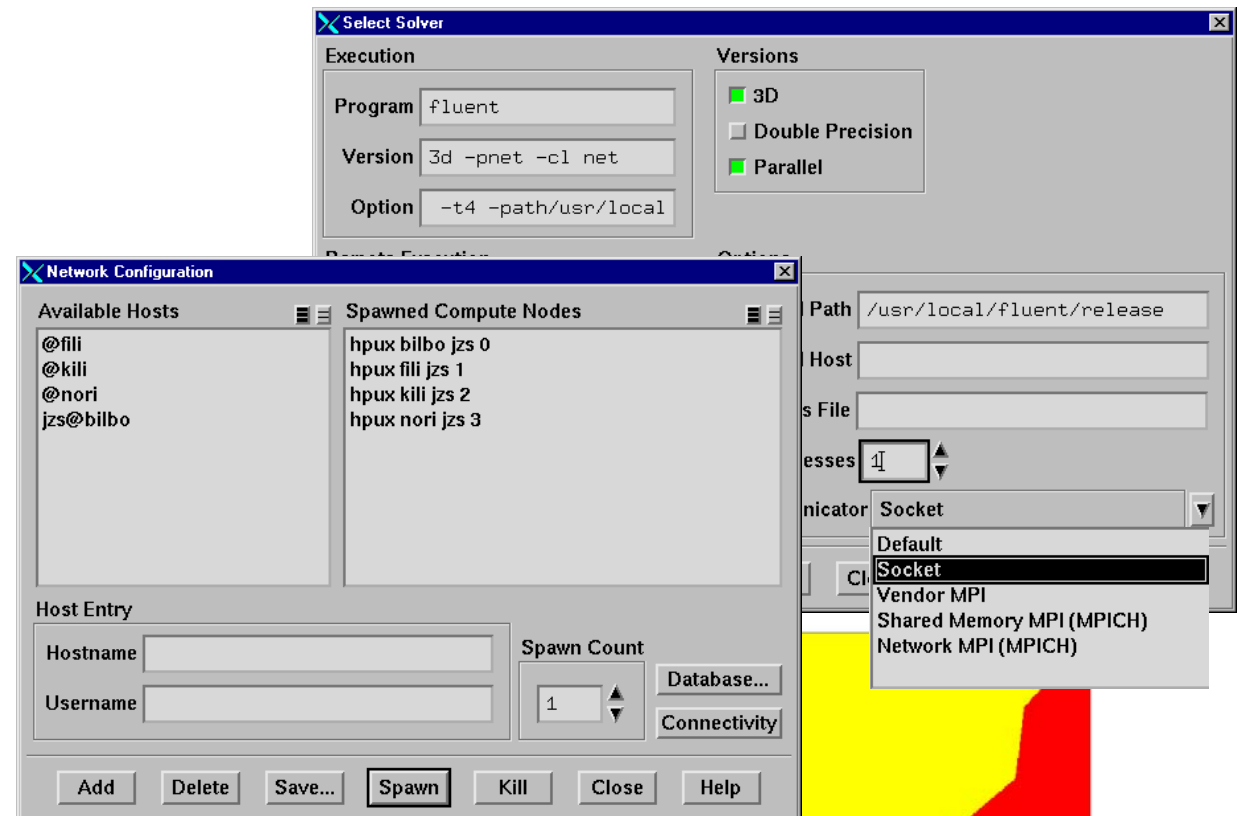 Select Solver
Execution
Program fluent
Version 3d -pnet -cl net
Option -t4 -path/usr/local
Versions
3D
Double Precision
Parallel
Path /usr/local/fluent/release
Host
s File
esses 1
nicator Socket
Default
Socket
Vendor MPI
Shared Memory MPI (MPICH)
Network MPI (MPICH)
Network Configuration
Available Hosts
@fili
@kili
@nori
jzs@bilbo
Spawned Compute Nodes
hpux bilbo jzs 0
hpux fili jzs 1
hpux kili jzs 2
hpux nori jzs 3
Host Entry
Hostname
Username
Spawn Count
1
Database...
Connectivity
Add Delete Save... Spawn Kill Close Help